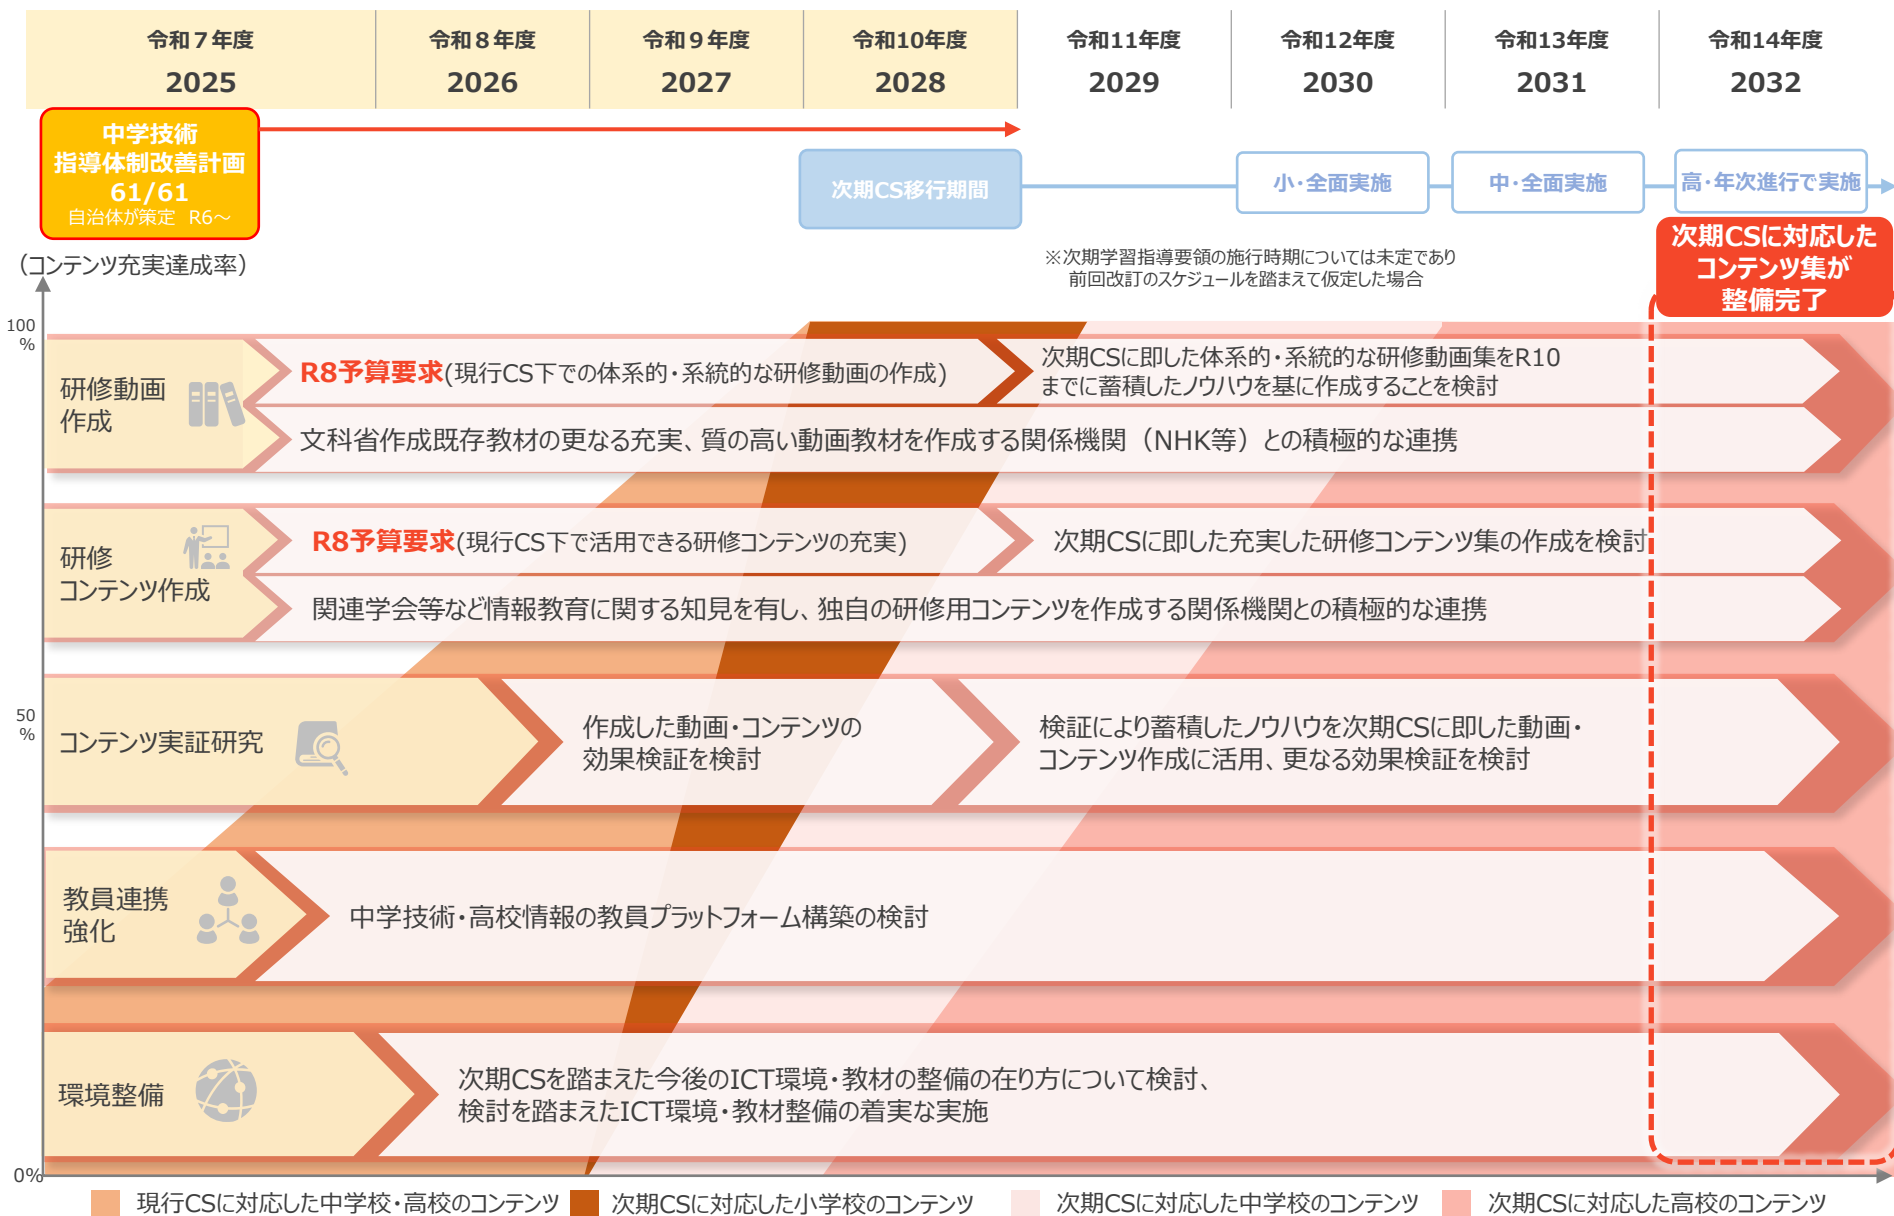 令和７年度
2025
令和８年度
2026
令和９年度
2027
令和10年度
2028
令和11年度
2029
令和12年度
2030
令和13年度
2031
令和14年度
2032
中学技術
指導体制改善計画
61/61
自治体が策定　R6～
次期CS移行期間
小・全面実施
中・全面実施
高・年次進行で実施
※次期学習指導要領の施行時期については未定であり
前回改訂のスケジュールを踏まえて仮定した場合
次期CSに対応した
コンテンツ集が
整備完了
（コンテンツ充実達成率）
100
%
研修動画
作成
R8予算要求(現行CS下での体系的・系統的な研修動画の作成)
次期CSに即した体系的・系統的な研修動画集をR10
までに蓄積したノウハウを基に作成することを検討
文科省作成既存教材の更なる充実、質の高い動画教材を作成する関係機関（NHK等）との積極的な連携
研修
コンテンツ作成
R8予算要求(現行CS下で活用できる研修コンテンツの充実)
次期CSに即した充実した研修コンテンツ集の作成を検討
関連学会等など情報教育に関する知見を有し、独自の研修用コンテンツを作成する関係機関との積極的な連携
50
%
コンテンツ実証研究
作成した動画・コンテンツの
効果検証を検討
検証により蓄積したノウハウを次期CSに即した動画・
コンテンツ作成に活用、更なる効果検証を検討
教員連携
強化
中学技術・高校情報の教員プラットフォーム構築の検討
環境整備
次期CSを踏まえた今後のICT環境・教材の整備の在り方について検討、
検討を踏まえたICT環境・教材整備の着実な実施
0%
現行CSに対応した中学校・高校のコンテンツ
次期CSに対応した小学校のコンテンツ
次期CSに対応した中学校のコンテンツ
次期CSに対応した高校のコンテンツ